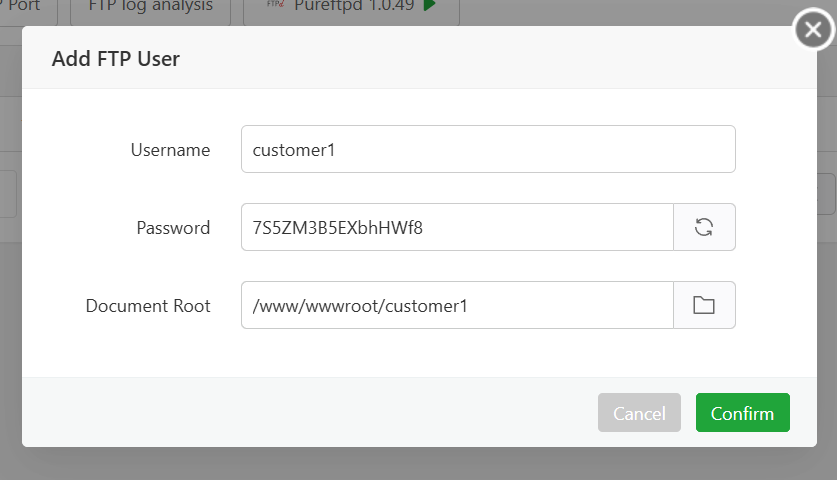 Port
FTP log analysis
Pureftpd 1.0.49
Add FTP User
Username
customer1
Password
7S5ZM3B5EXbhHWf8
Document Root
/www/wwwroot/customer1
Cancel
Confirm